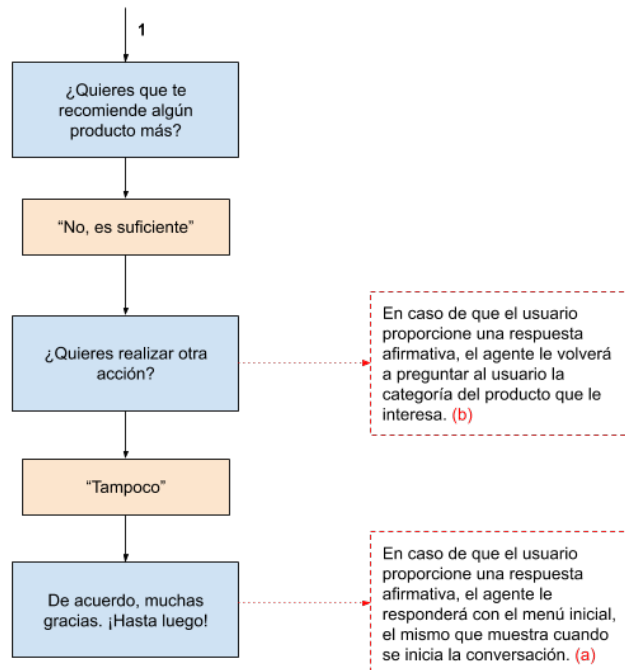 1
¿Quieres que te
recomiende algún
producto más?
“No, es suficiente”
¿Quieres realizar otra
acción?
En caso de que el usuario
proporcione una respuesta
afirmativa, el agente le volverá
a preguntar al usuario la
categoría del producto que le
interesa. (b)
“Tampoco”
De acuerdo, muchas
gracias. ¡Hasta luego!
En caso de que el usuario
proporcione una respuesta
afirmativa, el agente le
responderá con el menú inicial,
el mismo que muestra cuando
se inicia la conversación. (a)